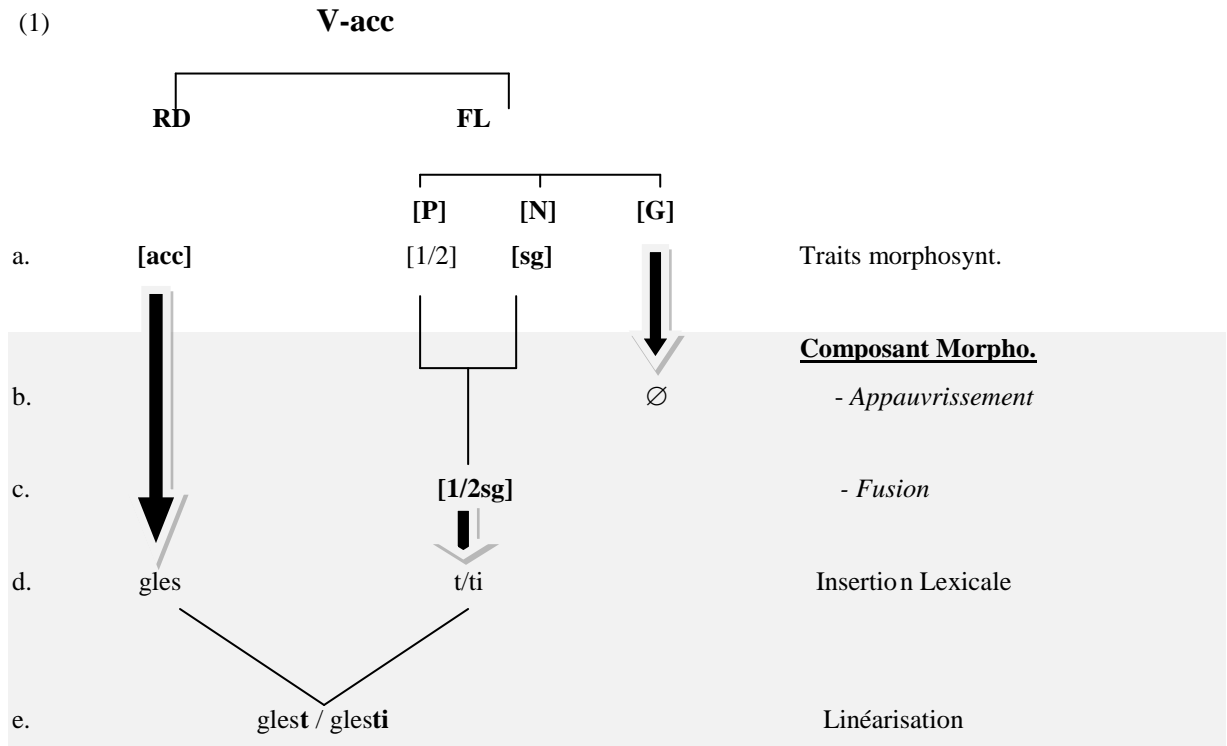 (1) V-acc
RD FL
[P] [N] [G]
a. [acc] [1/2] [sg] Traits morphosynt.
Composant Morpho.
b. ∅ - Appauvrissement
c. [1/2sg] - Fusion
d. gles t/ti Insertion Lexicale
e. glest / glesti Linéarisation